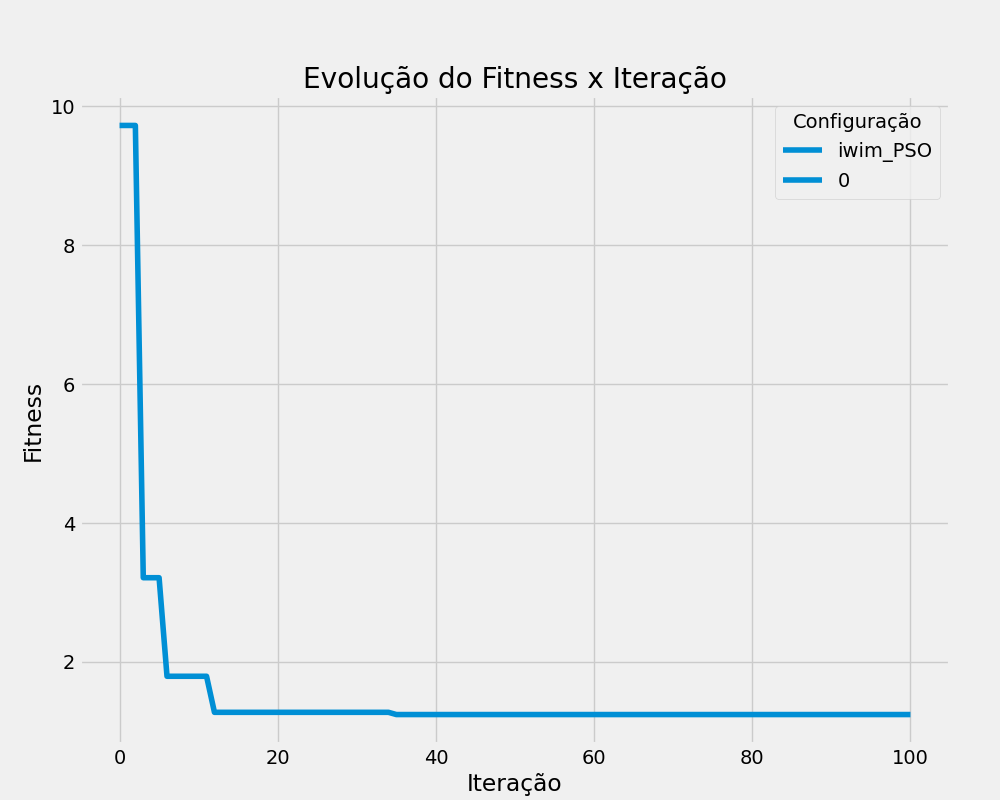 Evolução do Fitness x Iteração
Configuração
iwim_PSO
0
Fitness
10
8
6
4
2
0 20 40 60 80 100
Iteração